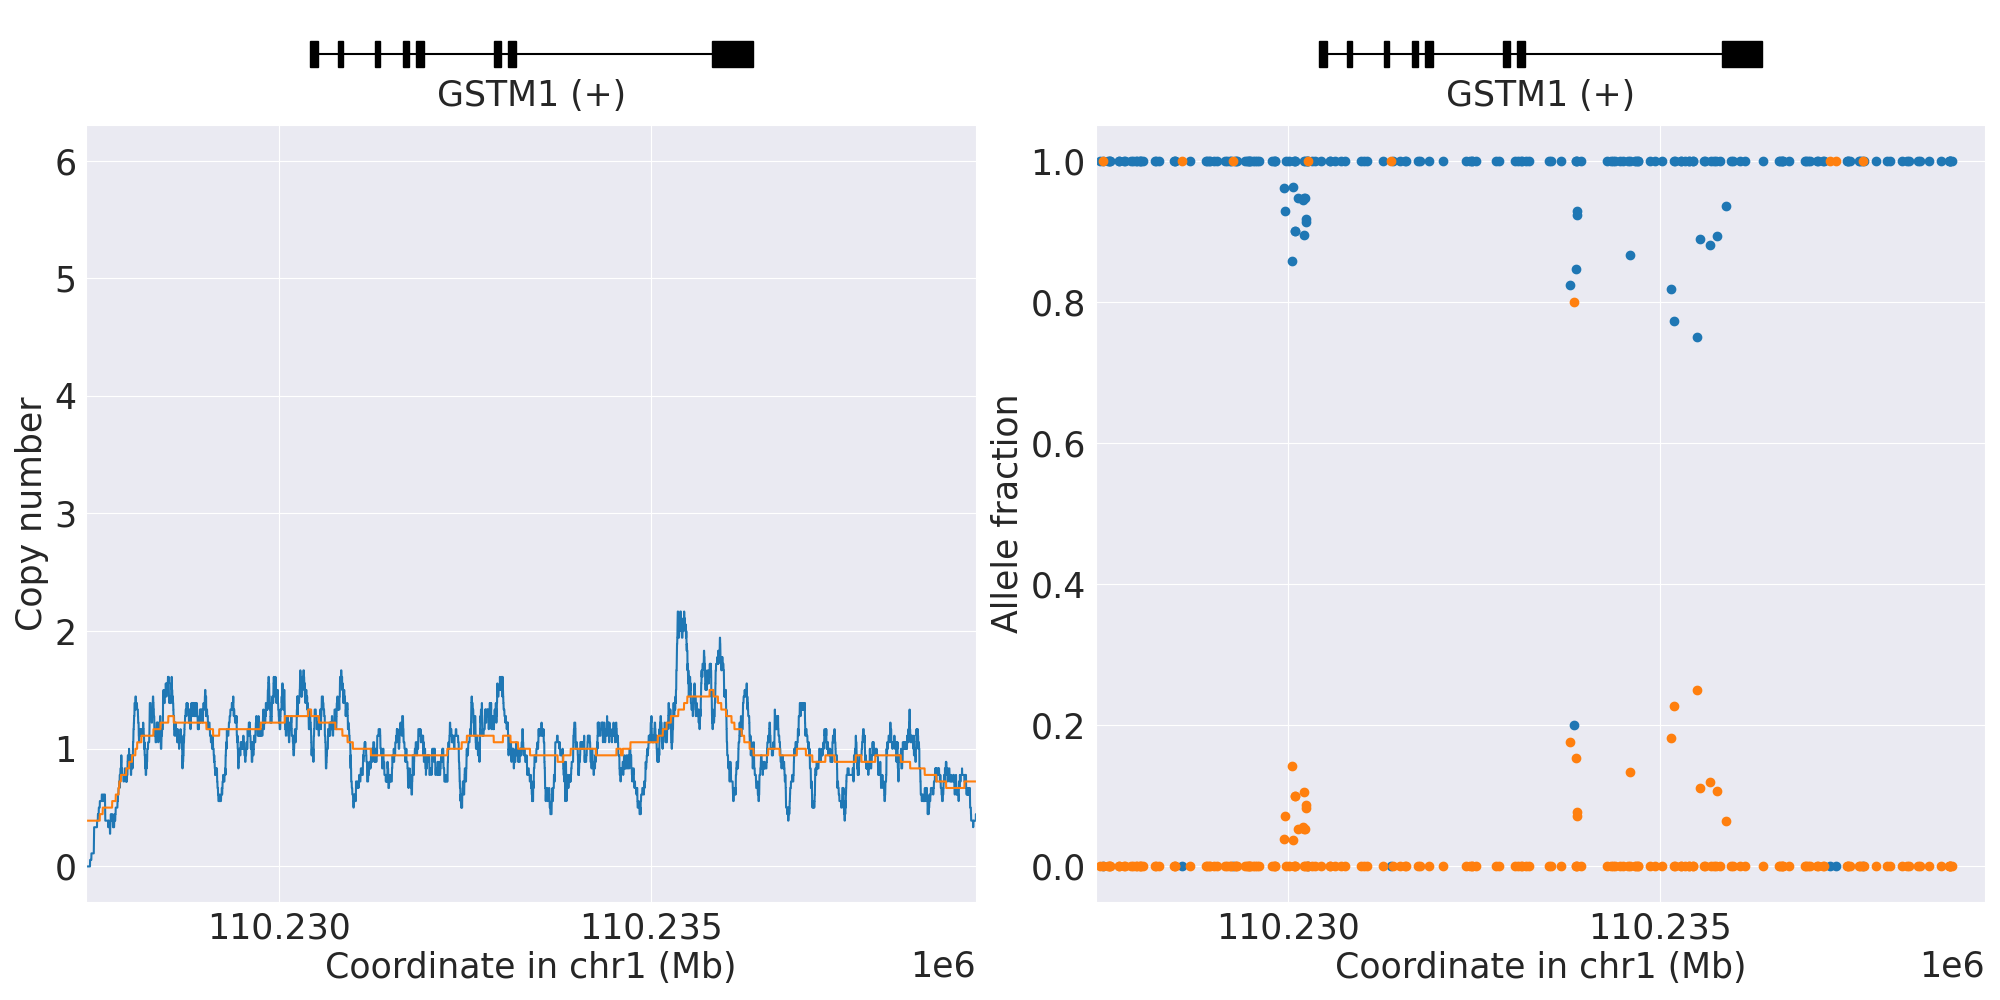 GSTM1 (+)
6
5
4
3
2
1
0
Copy number
110.230
110.235
Coordinate in chr1 (Mb)
1e6
GSTM1 (+)
1.0
0.8
0.6
0.4
0.2
0.0
Allele fraction
110.230
110.235
Coordinate in chr1 (Mb)
1e6